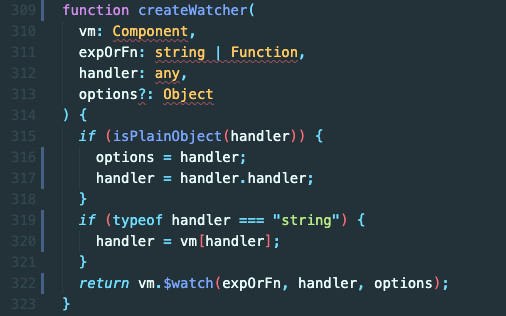 309 function createWatcher(
310   vm: Component,
311   expOrFn: string | Function,
312   handler: any,
313   options?: Object
314 ) {
315   if (isPlainObject(handler)) {
316     options = handler;
317     handler = handler.handler;
318   }
319   if (typeof handler === "string") {
320     handler = vm[handler];
321   }
322   return vm.$watch(expOrFn, handler, options);
323 }